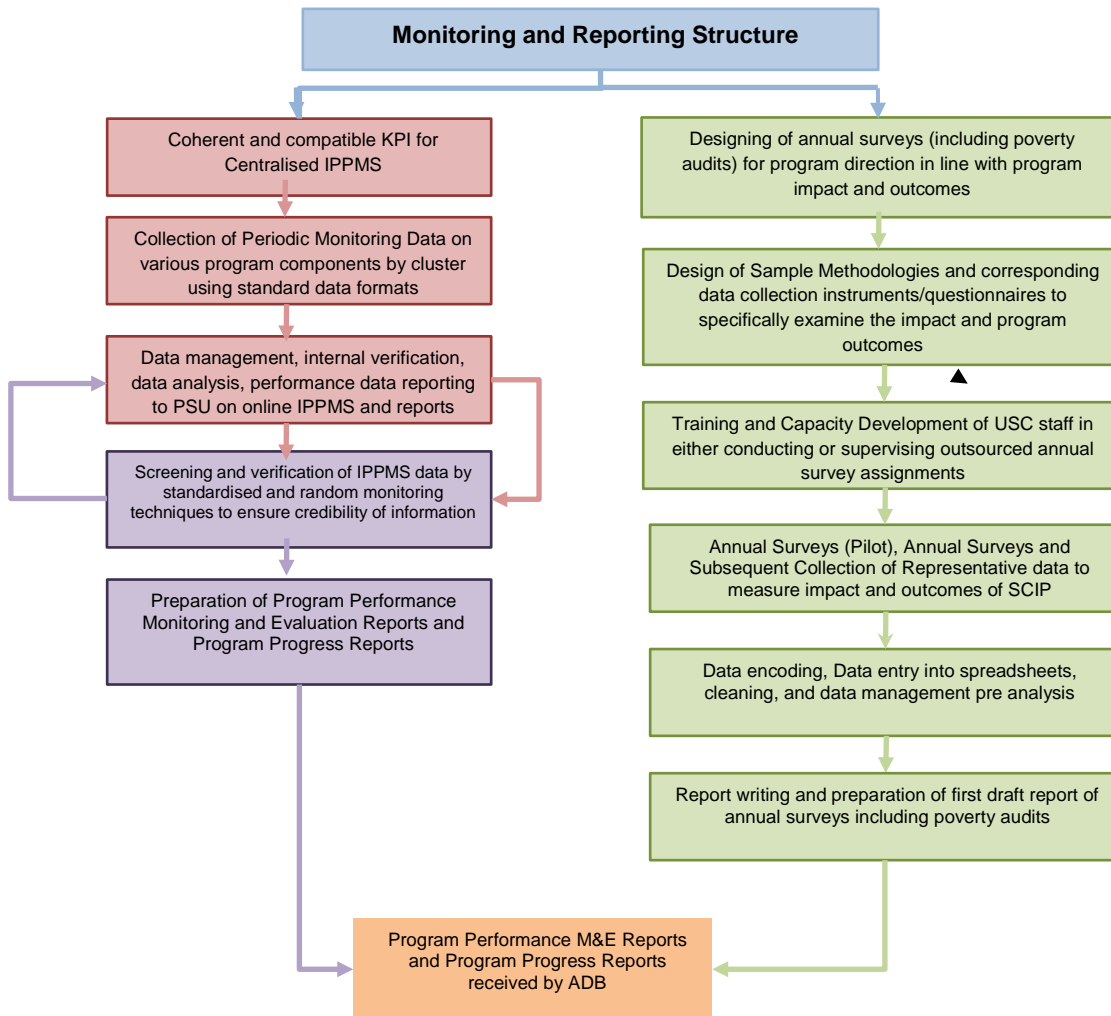 Monitoring and Reporting Structure
Coherent and compatible KPI for
Centralised IPPMS
Collection of Periodic Monitoring Data on
various program components by cluster
using standard data formats
Data management, internal verification,
data analysis, performance data reporting
to PSU on online IPPMS and reports
Screening and verification of IPPMS data by
standardised and random monitoring
techniques to ensure credibility of information
Preparation of Program Performance
Monitoring and Evaluation Reports and
Program Progress Reports
Designing of annual surveys (including poverty
audits) for program direction in line with program
impact and outcomes
Design of Sample Methodologies and corresponding
data collection instruments/questionnaires to
specifically examine the impact and program
outcomes
Training and Capacity Development of USC staff in
either conducting or supervising outsourced annual
survey assignments
Annual Surveys (Pilot), Annual Surveys and
Subsequent Collection of Representative data to
measure impact and outcomes of SCIP
Data encoding, Data entry into spreadsheets,
cleaning, and data management pre analysis
Report writing and preparation of first draft report of
annual surveys including poverty audits
Program Performance M&E Reports
and Program Progress Reports
received by ADB